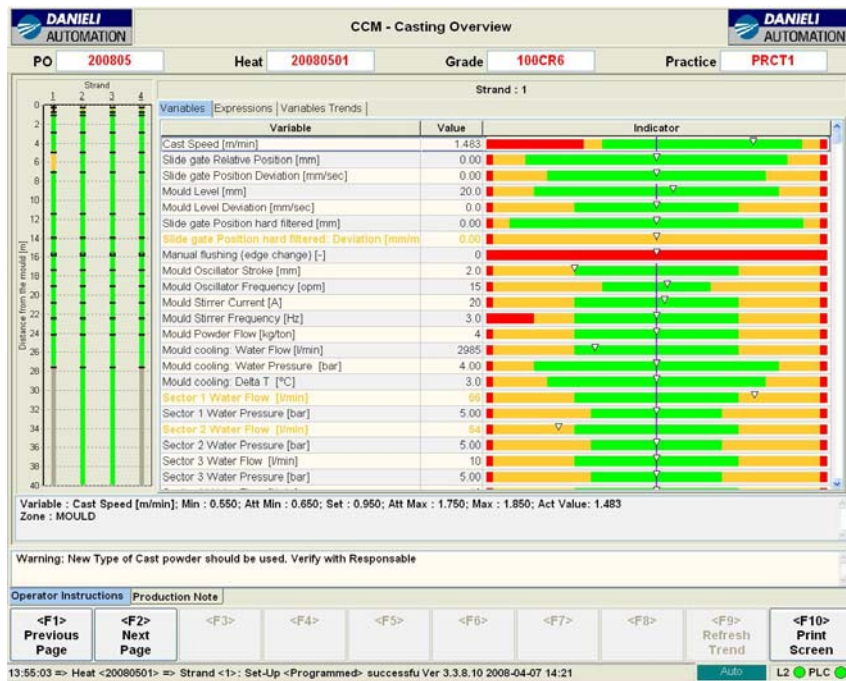 DANIELI
AUTOMATION
CCM - Casting Overview
DANIELI
AUTOMATION
PO 200805 Heat 20080501 Grade 100CR6 Practice PRCT1
Strand
1 2 3 4
Distance from the mould [m]
0
2
4
6
8
10
12
14
16
18
20
22
24
26
28
30
32
34
36
38
40
Strand : 1
Variables Expressions Variables Trends
Variable Value Indicator
Cast Speed [m/min] 1.483
Slide gate Relative Position [mm] 0.00
Slide gate Position Deviation [mm/sec] 0.00
Mould Level [mm] 20.0
Mould Level Deviation [mm/sec] 0.0
Slide gate Position hard filtered [mm] 0.00
Slide gate Position hard filtered: Deviation [mm/m 0.00
Manual flushing (edge change) [-] 0
Mould Oscillator Stroke [mm] 2.0
Mould Oscillator Frequency [opm] 15
Mould Stirrer Current [A] 20
Mould Stirrer Frequency [Hz] 3.0
Mould Powder Flow [kg/ton] 4
Mould cooling: Water Flow [l/min] 2985
Mould cooling: Water Pressure [bar] 4.00
Mould cooling: Delta T [°C] 3.0
Sector 1 Water Flow [l/min] 66
Sector 1 Water Pressure [bar] 5.00
Sector 2 Water Flow [l/min] 54
Sector 2 Water Pressure [bar] 5.00
Sector 3 Water Flow [l/min] 10
Sector 3 Water Pressure [bar] 5.00
Variable : Cast Speed [m/min]; Min : 0.550; Att Min : 0.650; Set : 0.950; Att Max : 1.750; Max : 1.850; Act Value: 1.483
Zone : MOULD
Warning: New Type of Cast powder should be used. Verify with Responsable
Operator Instructions Production Note
<F1> Previous Page
<F2> Next Page
<F3>
<F4>
<F5>
<F6>
<F7>
<F8>
<F9> Refresh Trend
<F10> Print Screen
13:55:03 => Heat <20080501> => Strand <1>: Set-Up <Programmed> successfu Ver 3.3.8.10 2008-04-07 14:21 Auto L2 PLC